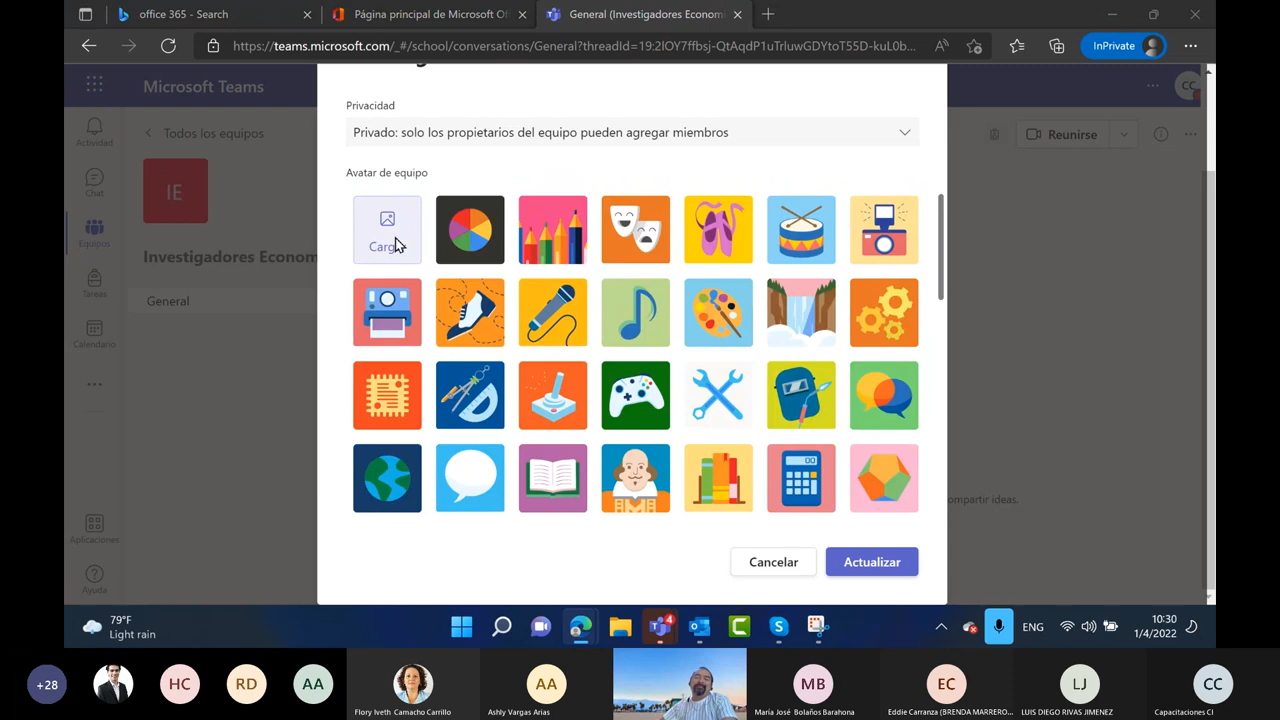 office 365 - Search
Página principal de Microsoft Of
General (Investigadores Economi
https://teams.microsoft.com/_#/school/conversations/General?threadId=19:2lOY7ffbsj-QtAqdP1uTrluwGDYtoT55D-kuL0b...
InPrivate
Microsoft Teams
CC
Privacidad
Todos los equipos
Privado: solo los propietarios del equipo pueden agregar miembros
Reunirse
Actividad
Avatar de equipo
IE
Chat
Equipos
Investigadores Econom
General
Tareas
Calendario
compartir ideas.
Aplicaciones
Cancelar
Actualizar
Ayuda
79°F
Light rain
4
ENG
10:30
1/4/2022
+28
HC
RD
AA
AA
MB
EC
LJ
CC
Flory Iveth Camacho Carrillo
Ashly Vargas Arias
María José Bolaños Barahona
Eddie Carranza (BRENDA MARRERO...
LUIS DIEGO RIVAS JIMENEZ
Capacitaciones CI